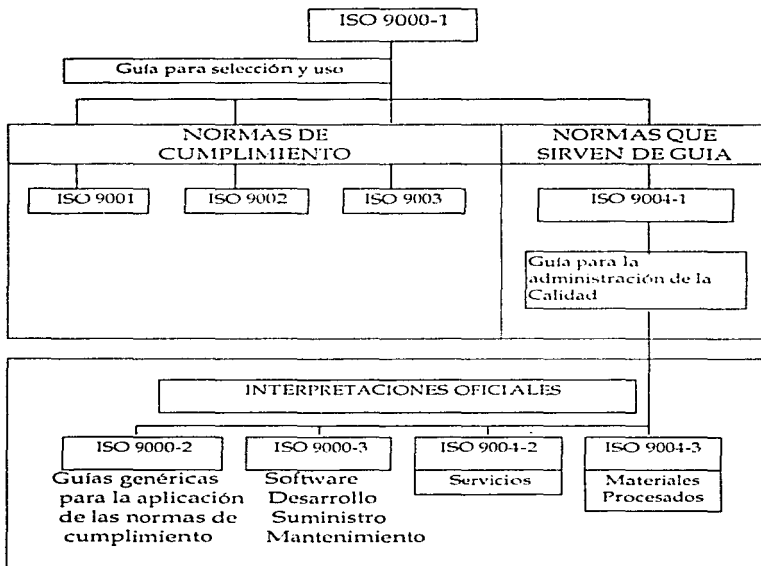 ISO 9000-1
Guía para selección y uso
NORMAS DE
CUMPLIMIENTO
NORMAS QUE
SIRVEN DE GUIA
ISO 9001
ISO 9002
ISO 9003
ISO 9004-1
Guía para la
administración de la
Calidad
INTERPRETACIONES OFICIALES
ISO 9000-2
Guías genéricas
para la aplicación
de las normas de
cumplimiento
ISO 9000-3
Software
Desarrollo
Suministro
Mantenimiento
ISO 9004-2
Servicios
ISO 9004-3
Materiales
Procesados